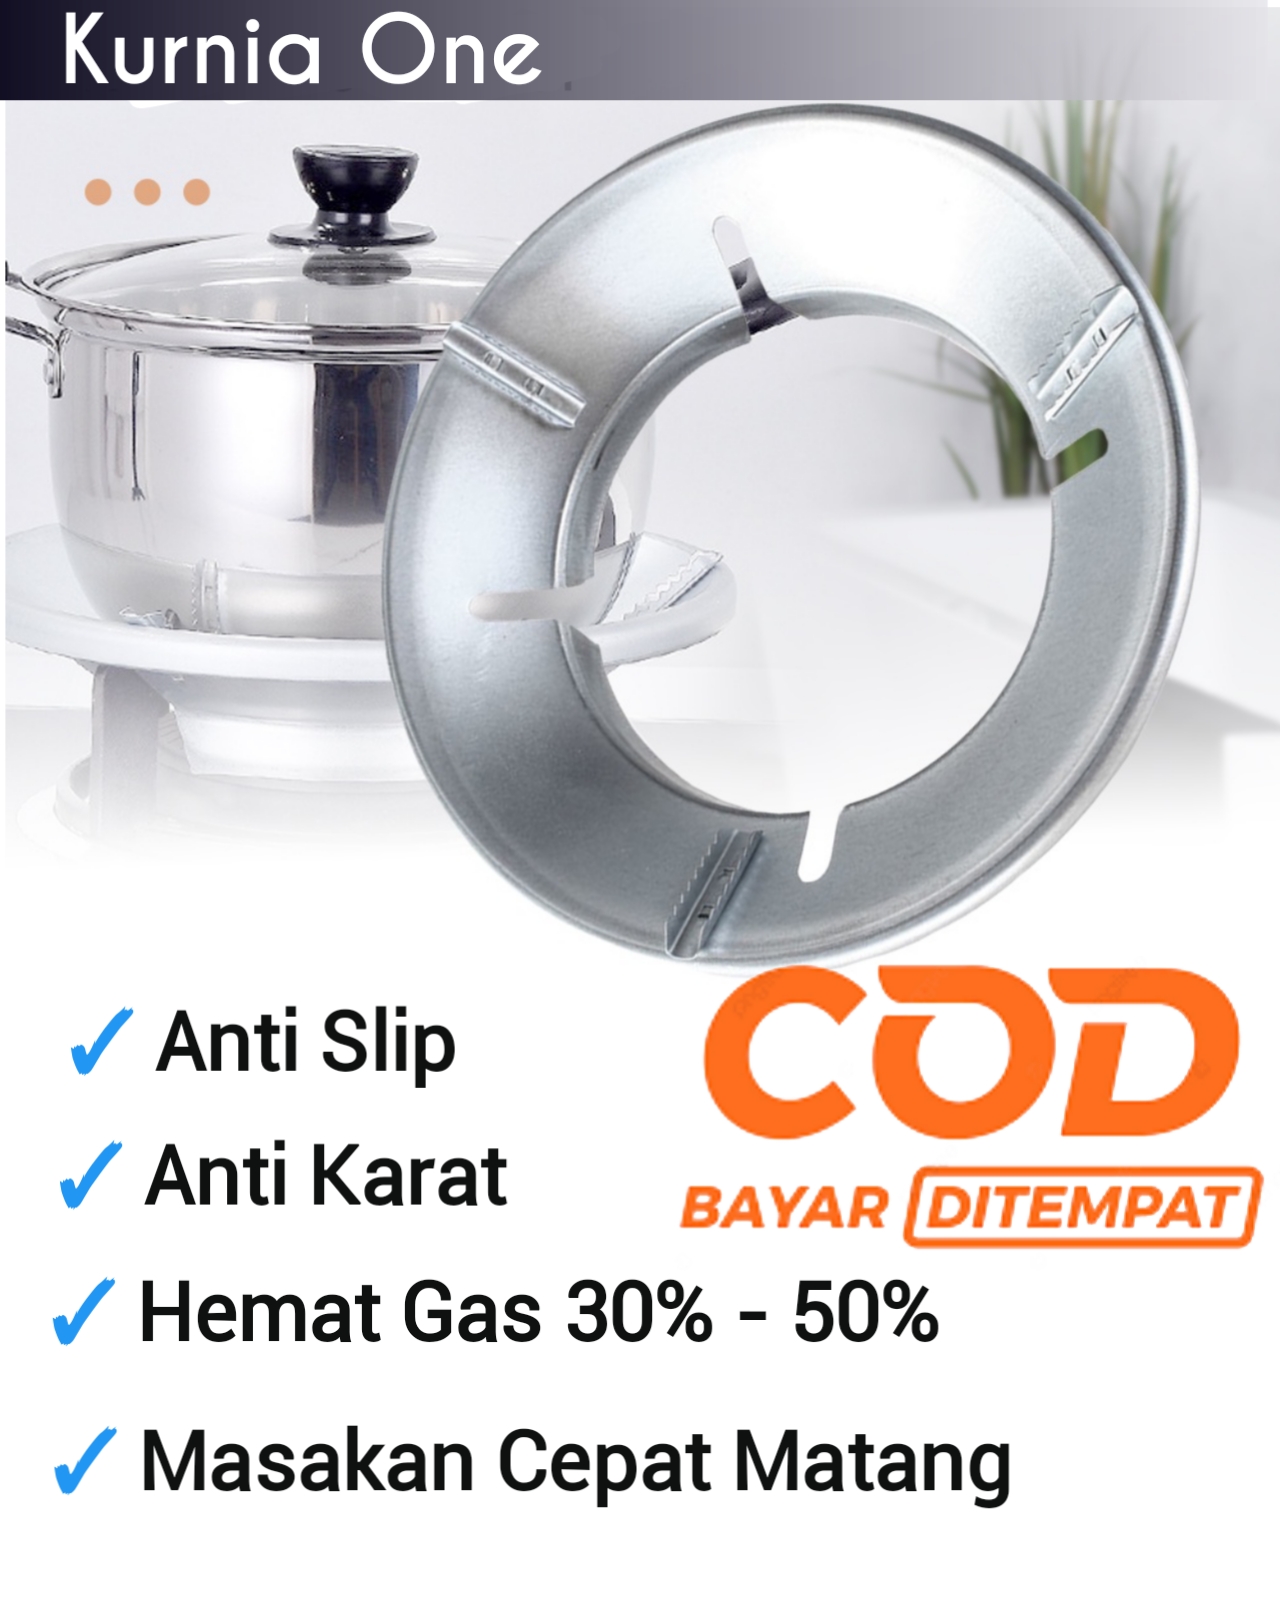 Kurnia One
Anti Slip
Anti Karat
COD
BAYAR DITEMPAT
Hemat Gas 30% - 50%
Masakan Cepat Matang